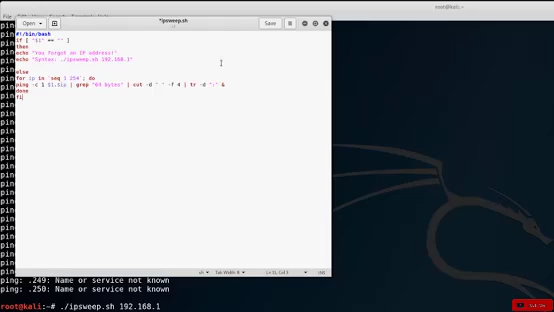 root@kali: ~
Open
*ipsweep.sh
Save
#!/bin/bash
if [ "$1" == "" ]
then
echo "You forgot an IP address!"
echo "Syntax: ./ipsweep.sh 192.168.1"
else
for ip in `seq 1 254`; do
ping -c 1 $1.$ip | grep "64 bytes" | cut -d " " -f 4 | tr -d ":" &
done
fi
sh
Tab Width: 8
Ln 11, Col 3
INS
ping: .249: Name or service not known
ping: .250: Name or service not known
root@kali:~# ./ipsweep.sh 192.168.1